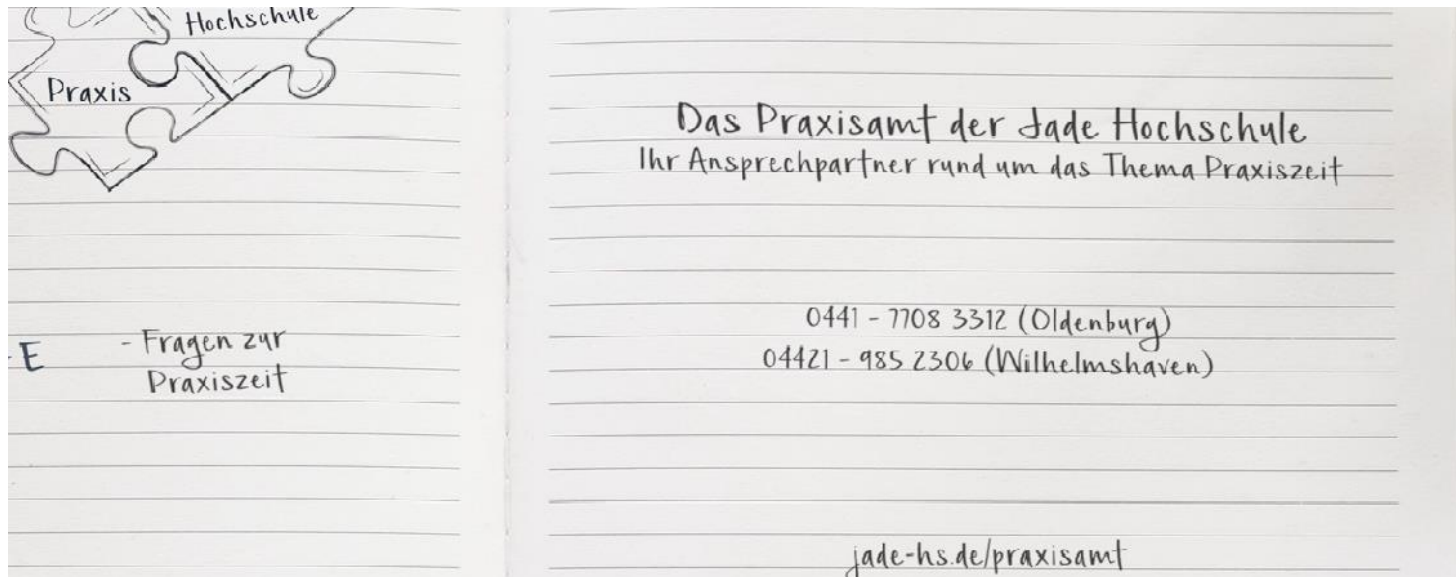 Hochschule
Praxis
Das Praxisamt der Jade Hochschule
Ihr Ansprechpartner rund um das Thema Praxiszeit
0441 - 7708 3312 (Oldenburg)
04421 - 985 2306 (Wilhelmshaven)
E
- Fragen zur
Praxiszeit
jade-hs.de/praxisamt